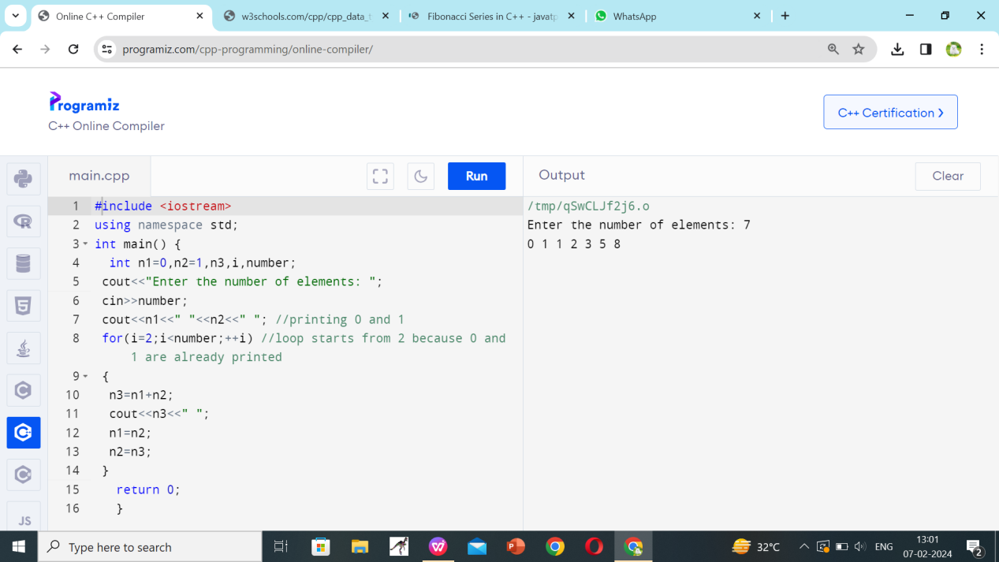 Online C++ Compiler
w3schools.com/cpp/cpp_data_t
Fibonacci Series in C++ - javatp
WhatsApp
programiz.com/cpp-programming/online-compiler/
Programiz
C++ Online Compiler
C++ Certification
main.cpp
Run
Output
Clear
1 #include <iostream>
2 using namespace std;
3 int main() {
4 int n1=0,n2=1,n3,i,number;
5 cout<<"Enter the number of elements: ";
6 cin>>number;
7 cout<<n1<<" "<<n2<<" "; //printing 0 and 1
8 for(i=2;i<number;++i) //loop starts from 2 because 0 and
1 are already printed
9 {
10 n3=n1+n2;
11 cout<<n3<<" ";
12 n1=n2;
13 n2=n3;
14 }
15 return 0;
16 }
/tmp/qSwCLJf2j6.o
Enter the number of elements: 7
0 1 1 2 3 5 8
JS
Type here to search
32°C
ENG
13:01
07-02-2024
2